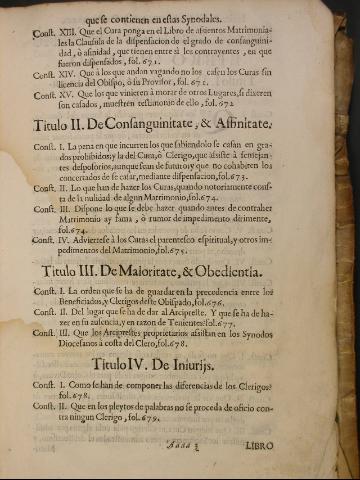 que se contienen en estas Synodales.
Const. XIII. Que el Cura ponga en el Libro de assientos Matrimonia-
les la Clausula de la dispensacion de el grado de consanguini-
dad, ò afinidad, que tienen entre sì los contrayentes, en que
fueron dispensados, fol. 671.
Const. XIV. Que à los que andan vagando no los casen los Curas sin
licencia del Obispo, ò su Provisor, fol. 671.
Const. XV. Que los que vinieren à morar de otros Lugares, si dixeren
son casados, muestren testimonio de ello, fol. 672
Titulo II. De Consanguinitate, & Affinitate.
Const. I. La pena en que incurren los que sabiendolo se casan en gra-
dos prohibidos; y la del Cura, ò Clerigo, que assiste à semejan-
tes desposorios, aunque sean de futuro; y que no cohabiten los
concertados de se casar, mediante dispensacion, fol. 673.
Const. II. Lo que han de hazer los Curas, quando notoriamente cons-
ta de la nulidad de algun Matrimonio, fol. 674.
Const. III. Dispone lo que se debe hazer quando antes de contraher
Matrimonio ay fama, ò rumor de impedimento dirimente,
fol. 674.
Const. IV. Advierte se à los Curas el parentesco espiritual, y otros im-
pedimentos del Matrimonio, fol. 675.
Titulo III. De Maioritate, & Obedientia.
Const. I. La orden que se ha de guardar en la precedencia entre los
Beneficiados, y Clerigos deste Obispado, fol. 676.
Const. II. Del lugar que se ha de dar al Arcipreste. Y que se ha de ha-
zer en su ausencia, y en razon de Tenientes? fol. 677.
Const. III. Que los Arciprestes proprietarios assistan en los Synodos
Diocesanos à costa del Clero, fol. 678.
Titulo IV. De Iniurijs.
Const. I. Como se han de componer las diferencias de los Clerigos?
fol. 678.
Const. II. Que en los pleytos de palabras no se proceda de oficio con-
tra ningun Clerigo, fol. 679.
Aaaa 3 LIBRO